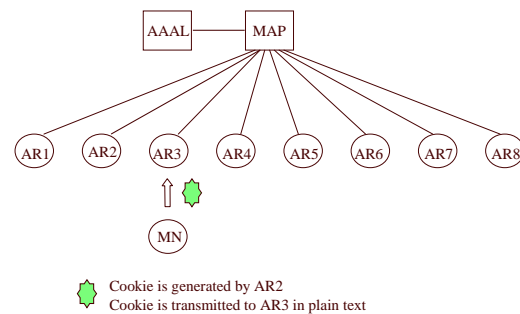 AAAL MAP
AR1 AR2 AR3 AR4 AR5 AR6 AR7 AR8
MN
Cookie is generated by AR2
Cookie is transmitted to AR3 in plain text